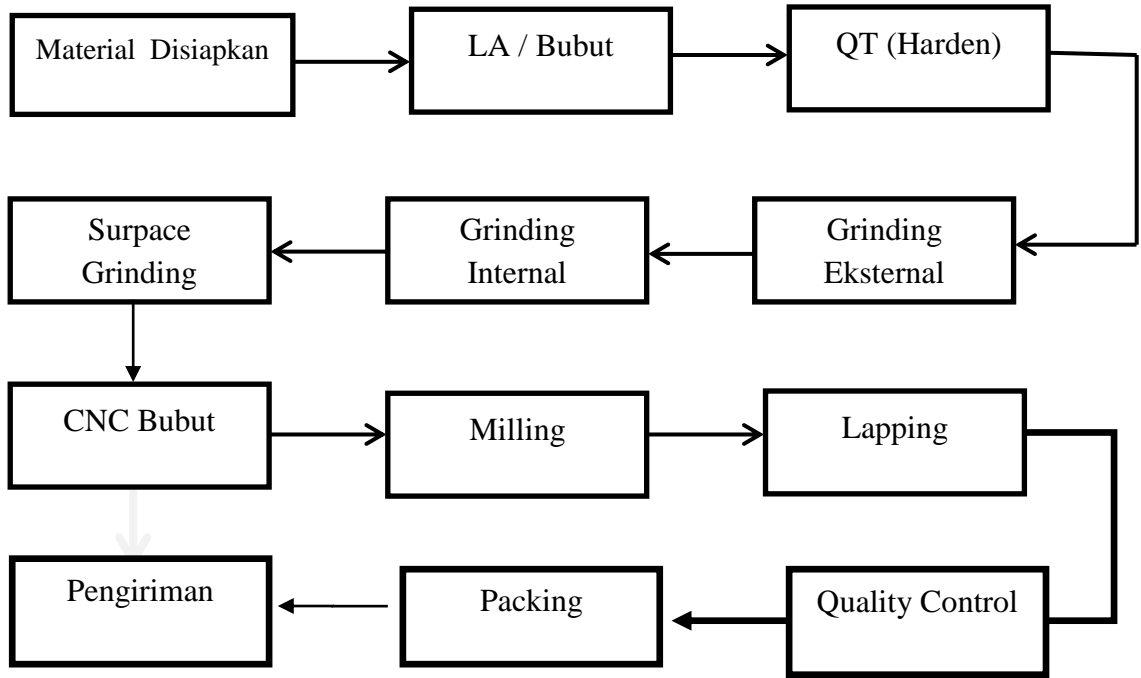 Material Disiapkan
LA / Bubut
QT (Harden)
Surpace
Grinding
Grinding
Internal
Grinding
Eksternal
CNC Bubut
Milling
Lapping
Pengiriman
Packing
Quality Control